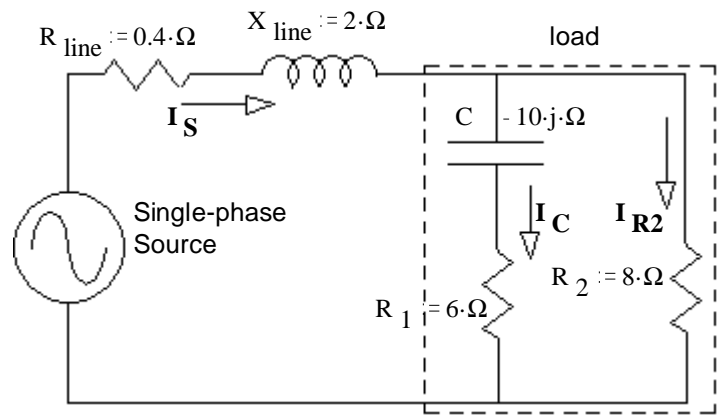 R line := 0.4·Ω
X line := 2·Ω
load
I S
C - 10·j·Ω
Single-phase
Source
I C
I R2
R 1 := 6·Ω
R 2 := 8·Ω